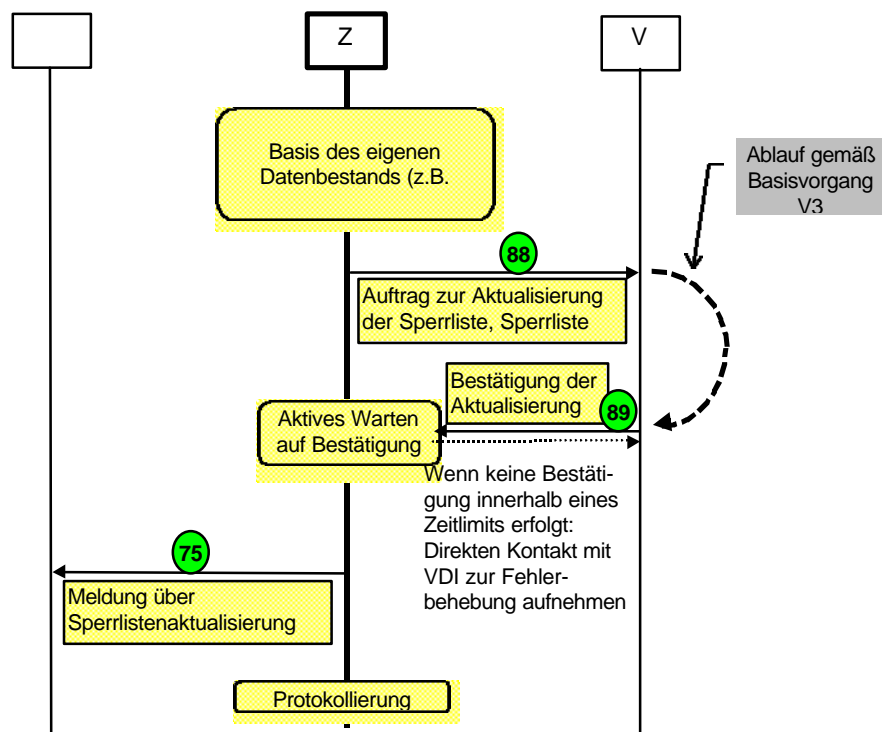 Z
V
Basis des eigenen
Datenbestands (z.B.
Ablauf gemäß
Basisvorgang
V3
88
Auftrag zur Aktualisierung
der Sperrliste, Sperrliste
Bestätigung der
Aktualisierung
89
Aktives Warten
auf Bestätigung
Wenn keine Bestäti-
gung innerhalb eines
Zeitlimits erfolgt:
Direkten Kontakt mit
VDI zur Fehler-
behebung aufnehmen
75
Meldung über
Sperrlistenaktualisierung
Protokollierung